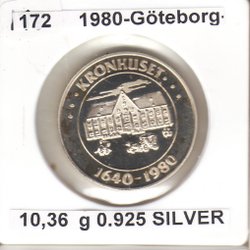 172 1980-Göteborg
KRONHUSET
1640-1980
10,36 g 0.925 SILVER